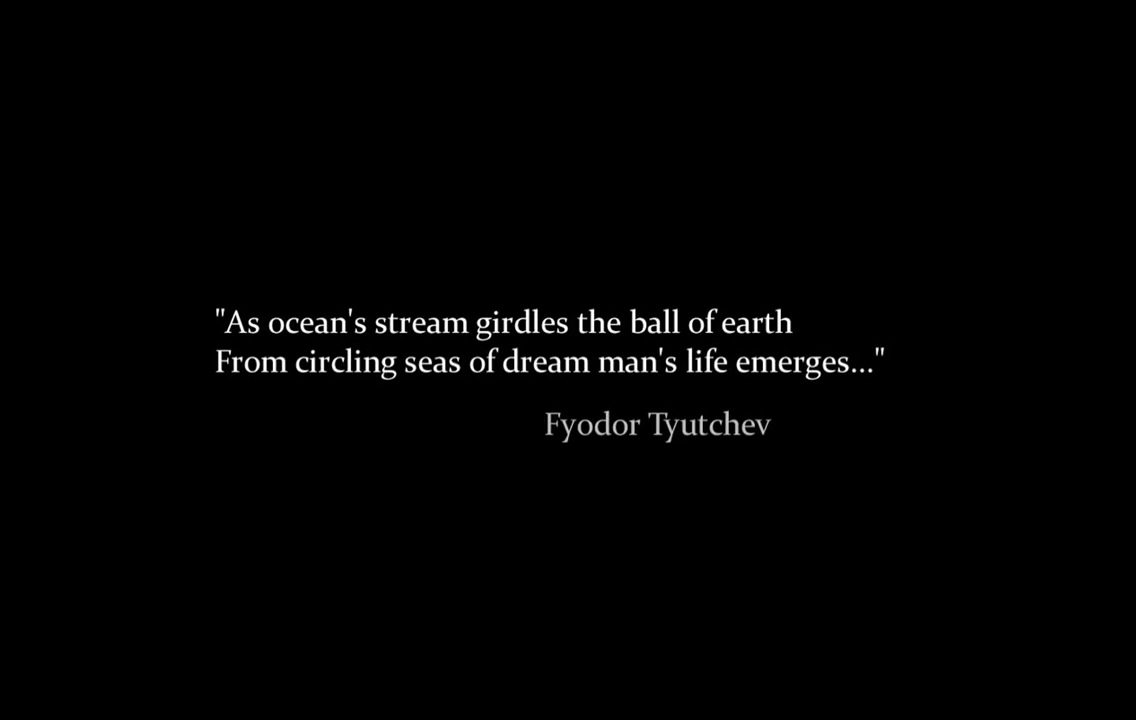 "As ocean's stream girdles the ball of earth
From circling seas of dream man's life emerges..."
Fyodor Tyutchev